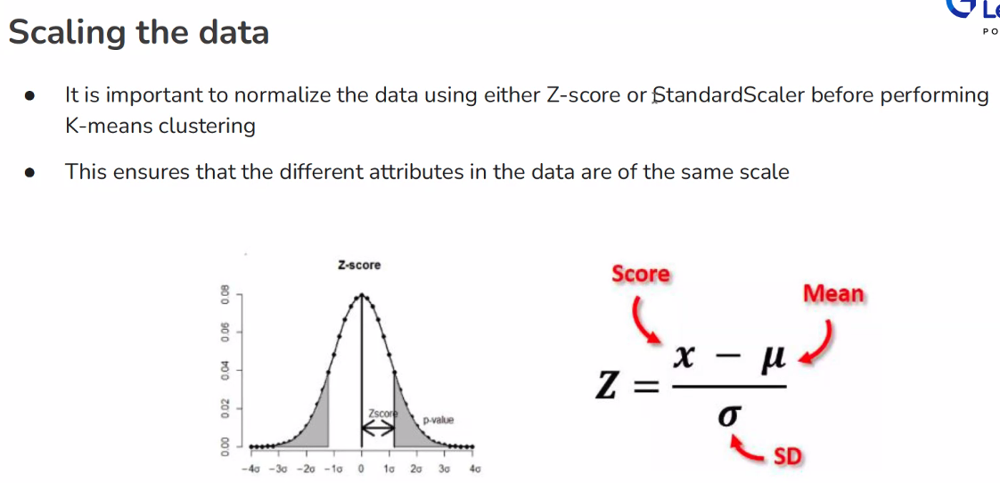 Scaling the data
It is important to normalize the data using either Z-score or StandardScaler before performing
K-means clustering
This ensures that the different attributes in the data are of the same scale
Z-score
0.08
0.06
0.04
0.02
0.00
Zscore
p-value
-4σ -3σ -2σ -1σ 0 1σ 2σ 3σ 4σ
Score
Mean
Z = x − μ
σ
SD
P O